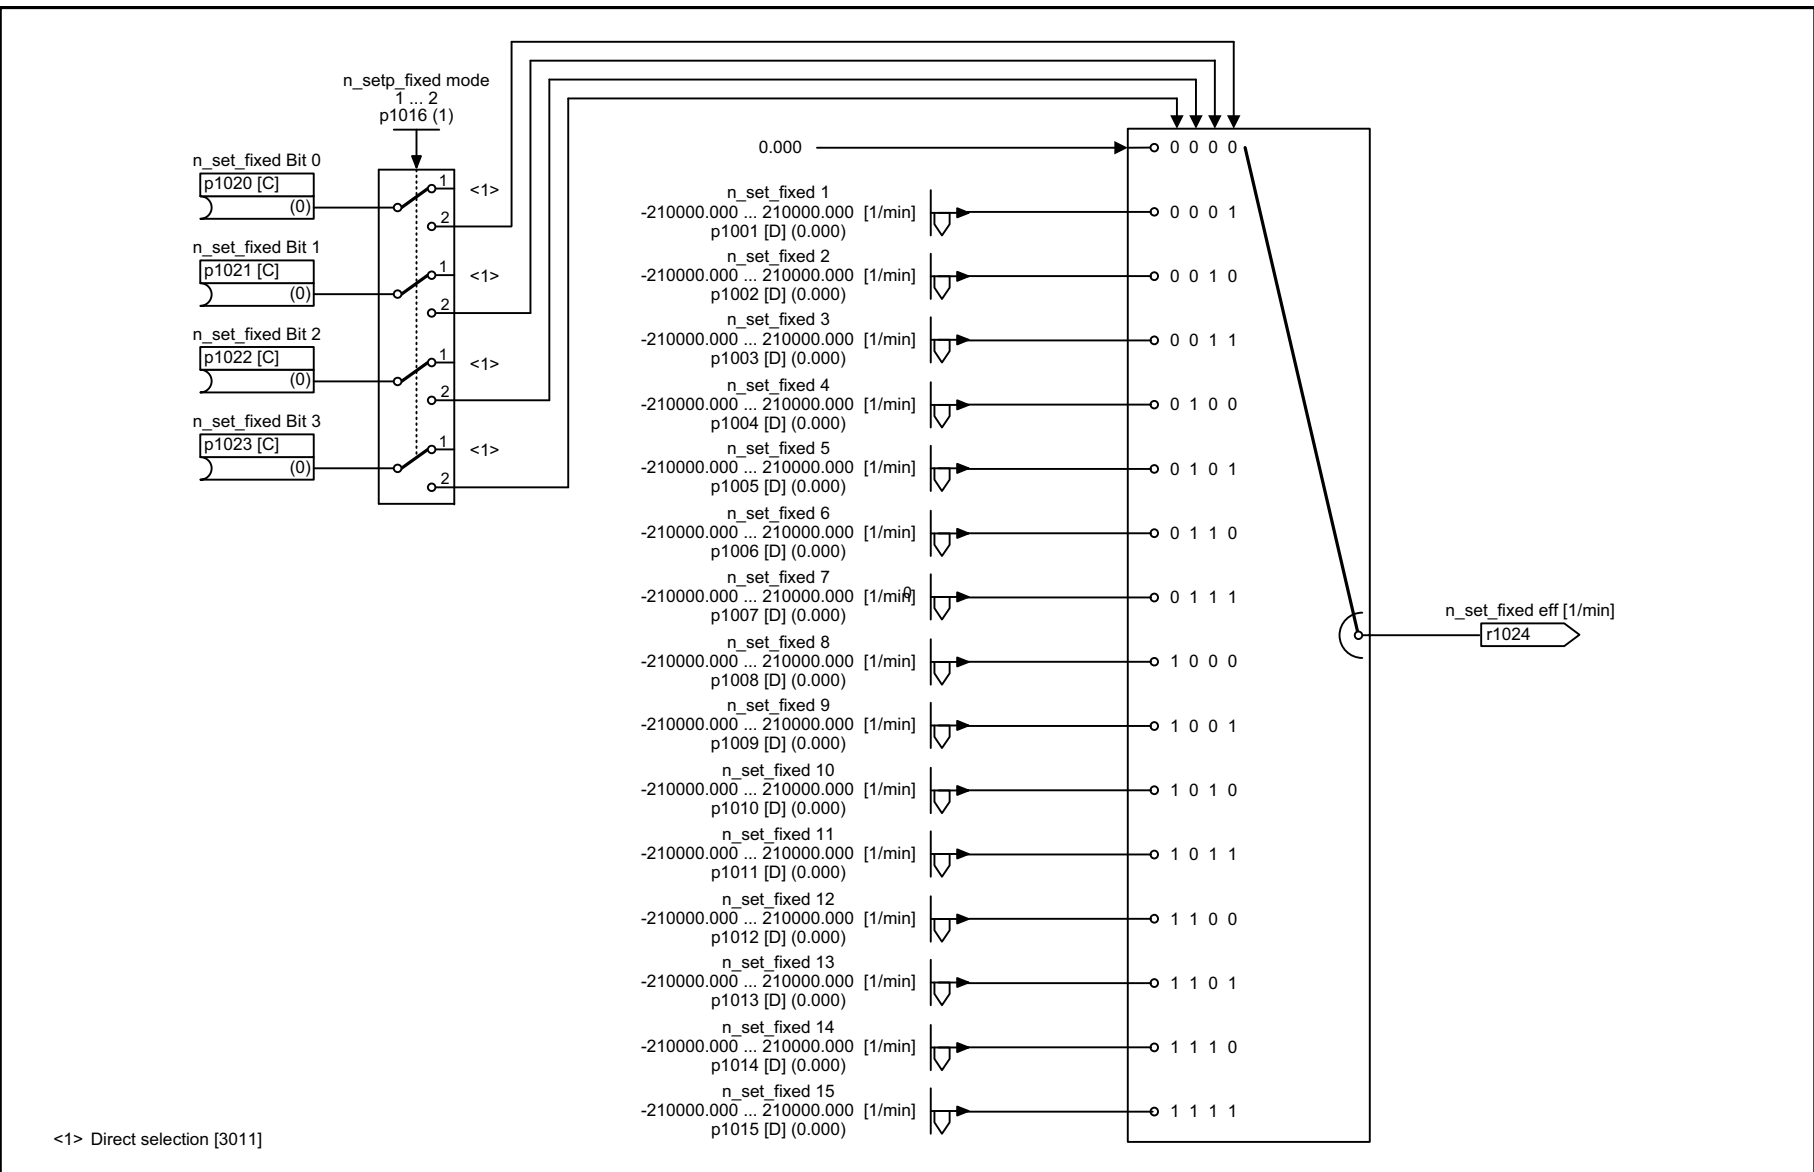 n_setp_fixed mode
1 ... 2
p1016 (1)
n_set_fixed Bit 0
p1020 [C]
(0)
1
<1>
2
n_set_fixed Bit 1
p1021 [C]
(0)
1
<1>
2
n_set_fixed Bit 2
p1022 [C]
(0)
1
<1>
2
n_set_fixed Bit 3
p1023 [C]
(0)
1
<1>
2
0.000
0 0 0 0
n_set_fixed 1
-210000.000 ... 210000.000 [1/min]
p1001 [D] (0.000)
0 0 0 1
n_set_fixed 2
-210000.000 ... 210000.000 [1/min]
p1002 [D] (0.000)
0 0 1 0
n_set_fixed 3
-210000.000 ... 210000.000 [1/min]
p1003 [D] (0.000)
0 0 1 1
n_set_fixed 4
-210000.000 ... 210000.000 [1/min]
p1004 [D] (0.000)
0 1 0 0
n_set_fixed 5
-210000.000 ... 210000.000 [1/min]
p1005 [D] (0.000)
0 1 0 1
n_set_fixed 6
-210000.000 ... 210000.000 [1/min]
p1006 [D] (0.000)
0 1 1 0
n_set_fixed 7
-210000.000 ... 210000.000 [1/min]
0
p1007 [D] (0.000)
0 1 1 1
n_set_fixed 8
-210000.000 ... 210000.000 [1/min]
p1008 [D] (0.000)
1 0 0 0
n_set_fixed 9
-210000.000 ... 210000.000 [1/min]
p1009 [D] (0.000)
1 0 0 1
n_set_fixed 10
-210000.000 ... 210000.000 [1/min]
p1010 [D] (0.000)
1 0 1 0
n_set_fixed 11
-210000.000 ... 210000.000 [1/min]
p1011 [D] (0.000)
1 0 1 1
n_set_fixed 12
-210000.000 ... 210000.000 [1/min]
p1012 [D] (0.000)
1 1 0 0
n_set_fixed 13
-210000.000 ... 210000.000 [1/min]
p1013 [D] (0.000)
1 1 0 1
n_set_fixed 14
-210000.000 ... 210000.000 [1/min]
p1014 [D] (0.000)
1 1 1 0
n_set_fixed 15
-210000.000 ... 210000.000 [1/min]
p1015 [D] (0.000)
1 1 1 1
n_set_fixed eff [1/min]
r1024
<1> Direct selection [3011]